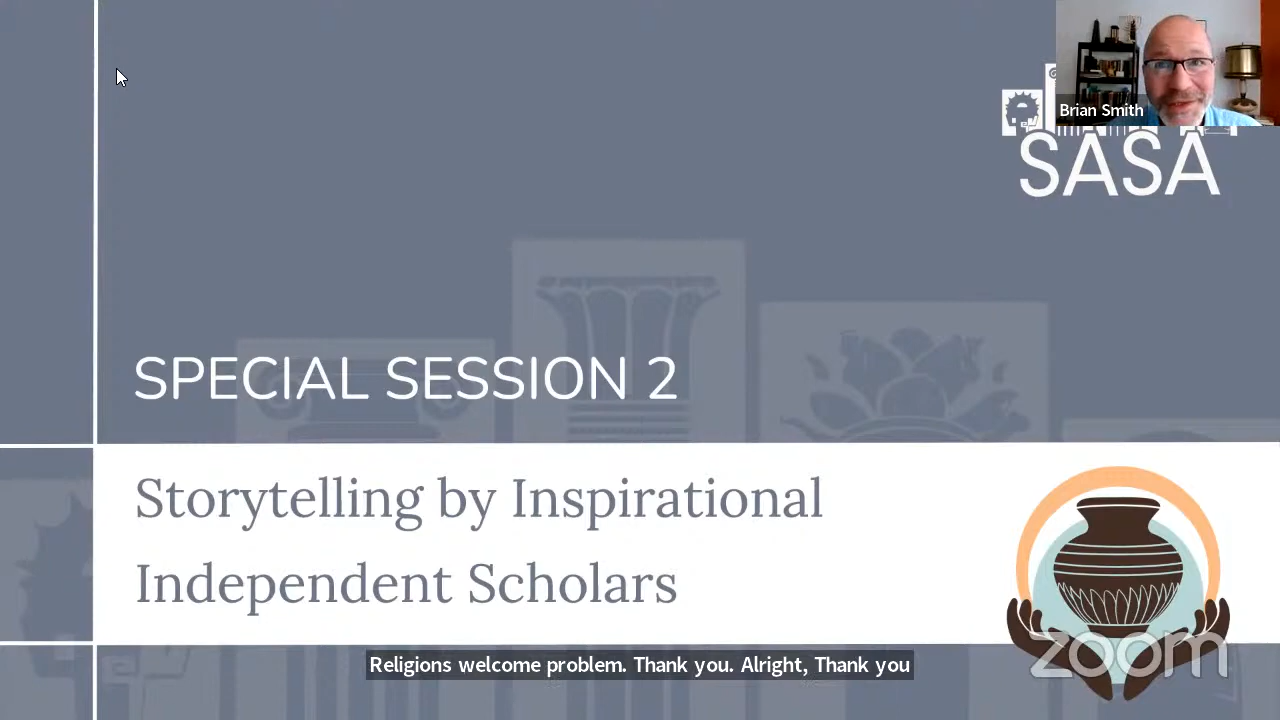 Brian Smith
SASA
SPECIAL SESSION 2
Storytelling by Inspirational
Independent Scholars
zoom
Religions welcome problem. Thank you. Alright, Thank you